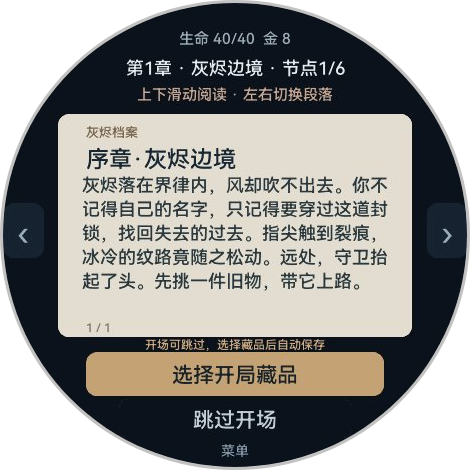 生命 40/40 金 8
第1章 · 灰烬边境 · 节点1/6
上下滑动阅读 · 左右切换段落
灰烬档案
序章·灰烬边境
灰烬落在界律内，风却吹不出去。你不
记得自己的名字，只记得要穿过这道封
锁，找回失去的过去。指尖触到裂痕，
冰冷的纹路竟随之松动。远处，守卫抬
起了头。先挑一件旧物，带它上路。
‹
›
1/1
开场可跳过，选择藏品后自动保存
选择开局藏品
跳过开场
菜单